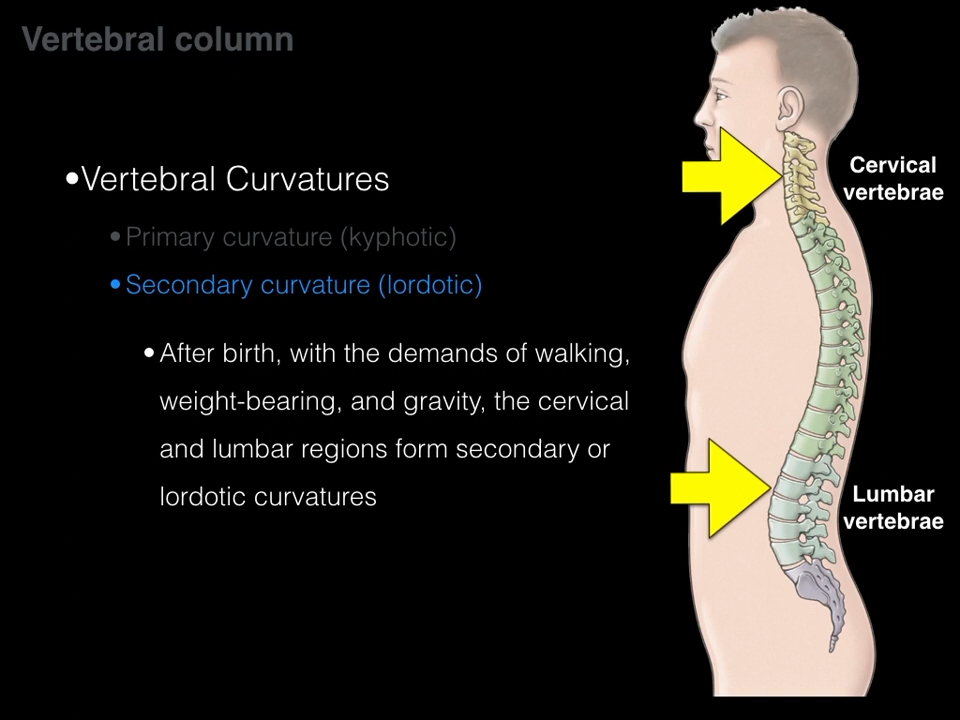 Vertebral column
•Vertebral Curvatures
•Primary curvature (kyphotic)
•Secondary curvature (lordotic)
•After birth, with the demands of walking,
weight-bearing, and gravity, the cervical
and lumbar regions form secondary or
lordotic curvatures
Cervical
vertebrae
Lumbar
vertebrae